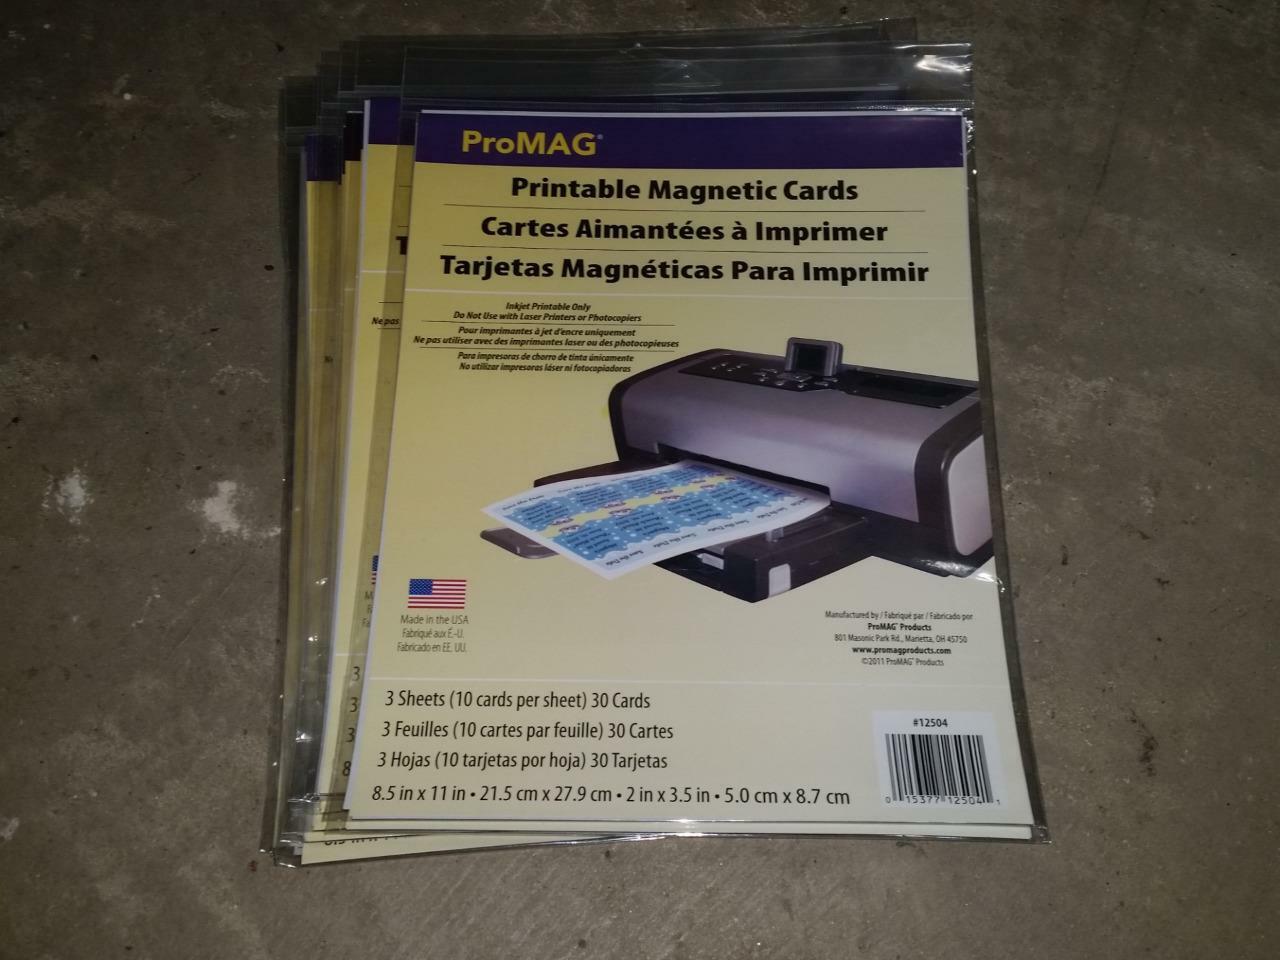 ProMAG®
Printable Magnetic Cards
Cartes Aimantées à Imprimer
Tarjetas Magnéticas Para Imprimir
Inkjet Printable Only
Do Not Use with Laser Printers or Photocopiers
Pour imprimantes à jet d'encre uniquement
Ne pas utiliser avec des imprimantes laser ou des photocopieuses
Para impresoras de chorro de tinta únicamente
No utilizar impresoras láser ni fotocopiadoras
Ne pas
Made in the USA
Fabriqué aux É.-U.
Fabricado en EE. UU.
Manufactured by / Fabriqué par / Fabricado por
ProMAG® Products
801 Masonic Park Rd., Marietta, OH 45750
www.promagproducts.com
©2011 ProMAG® Products
3 Sheets (10 cards per sheet) 30 Cards
3 Feuilles (10 cartes par feuille) 30 Cartes
3 Hojas (10 tarjetas por hoja) 30 Tarjetas
8.5 in x 11 in • 21.5 cm x 27.9 cm • 2 in x 3.5 in • 5.0 cm x 8.7 cm
#12504
0 15377 12504 1